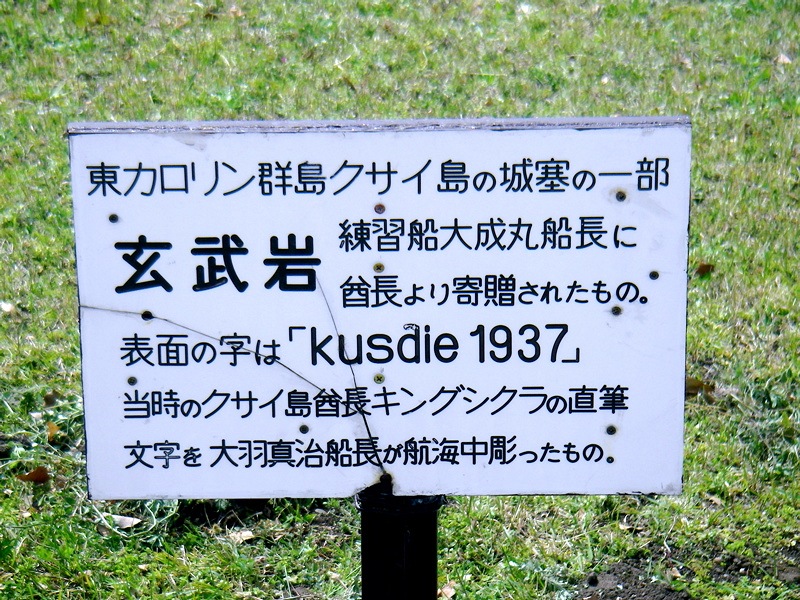 東カロリン群島クサイ島の城塞の一部
玄武岩
練習船大成丸船長に
酋長より寄贈されたもの。
表面の字は「kusdie 1937」
当時のクサイ島酋長キングシクラの直筆
文字を大羽真治船長が航海中彫ったもの。